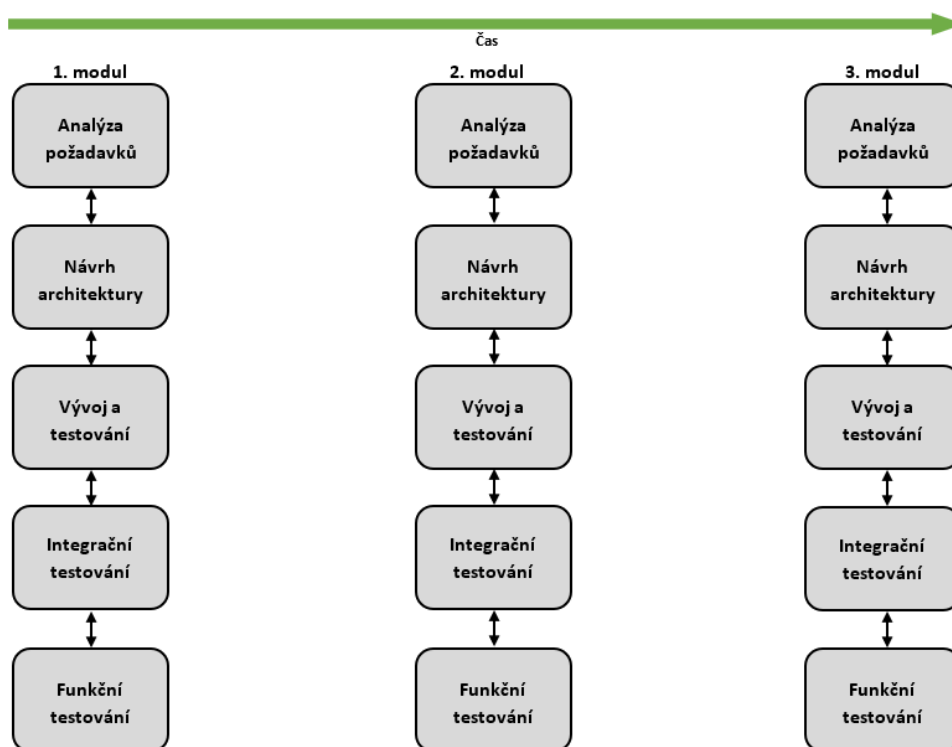 Čas
1. modul
Analýza
požadavků
Návrh
architektury
Vývoj a
testování
Integrační
testování
Funkční
testování
2. modul
Analýza
požadavků
Návrh
architektury
Vývoj a
testování
Integrační
testování
Funkční
testování
3. modul
Analýza
požadavků
Návrh
architektury
Vývoj a
testování
Integrační
testování
Funkční
testování